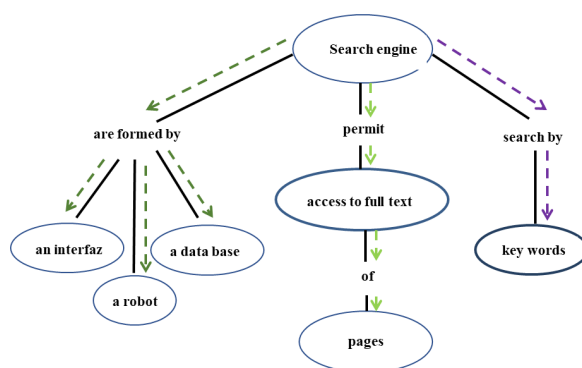 Search engine
are formed by
permit
search by
access to full text
an interfaz
a data base
key words
a robot
of
pages